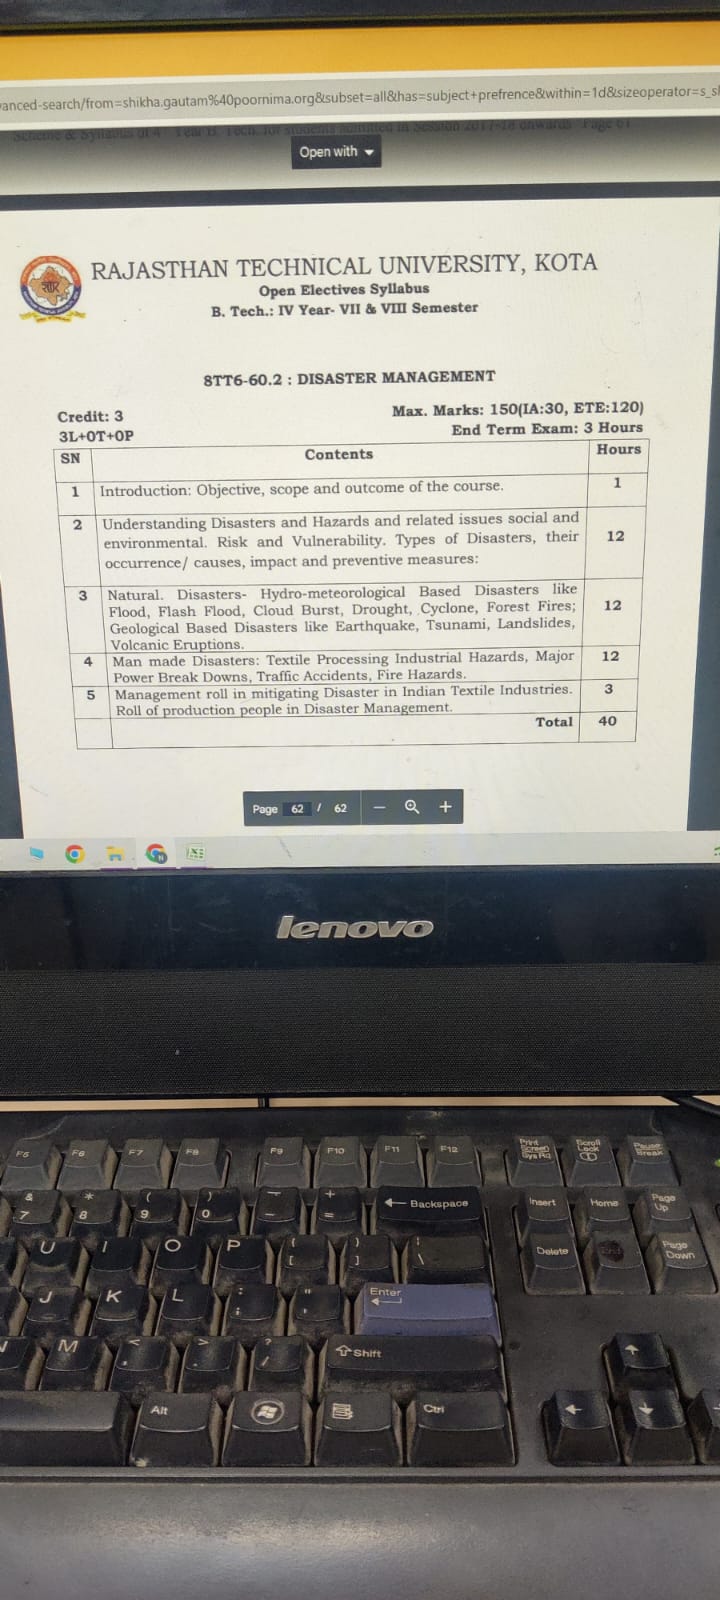 vanced-search/from=shikha.gautam%40poornima.org&subset=all&has=subject+prefrence&within=1d&sizeoperator=s_sl
Scheme & Syllabus of 4 Year B. Tech. for students admitted in Session 2017-18 onwards Page 61
Open with
RAJASTHAN TECHNICAL UNIVERSITY, KOTA
Open Electives Syllabus
B. Tech.: IV Year- VII & VIII Semester
8TT6-60.2 : DISASTER MANAGEMENT
Credit: 3
Max. Marks: 150(IA:30, ETE:120)
3L+0T+0P
End Term Exam: 3 Hours
SN Contents Hours
1 Introduction: Objective, scope and outcome of the course. 1
2 Understanding Disasters and Hazards and related issues social and
environmental. Risk and Vulnerability. Types of Disasters, their 12
occurrence/ causes, impact and preventive measures:
3 Natural. Disasters- Hydro-meteorological Based Disasters like
Flood, Flash Flood, Cloud Burst, Drought, Cyclone, Forest Fires; 12
Geological Based Disasters like Earthquake, Tsunami, Landslides,
Volcanic Eruptions.
4 Man made Disasters: Textile Processing Industrial Hazards, Major 12
Power Break Downs, Traffic Accidents, Fire Hazards.
5 Management roll in mitigating Disaster in Indian Textile Industries. 3
Roll of production people in Disaster Management.
Total 40
Page 62 / 62 − +
lenovo
F5 F6 F7 F8 F9 F10 F11 F12 Print Screen SysRq Scroll Lock Pause Break
& 7 * 8 ( 9 ) 0 — - + = ← Backspace Insert Home Page Up
U I O P { [ } ] | \ Delete End Page Down
J K L : ; " ' Enter
N M < , > . ? / Shift
Alt Ctrl